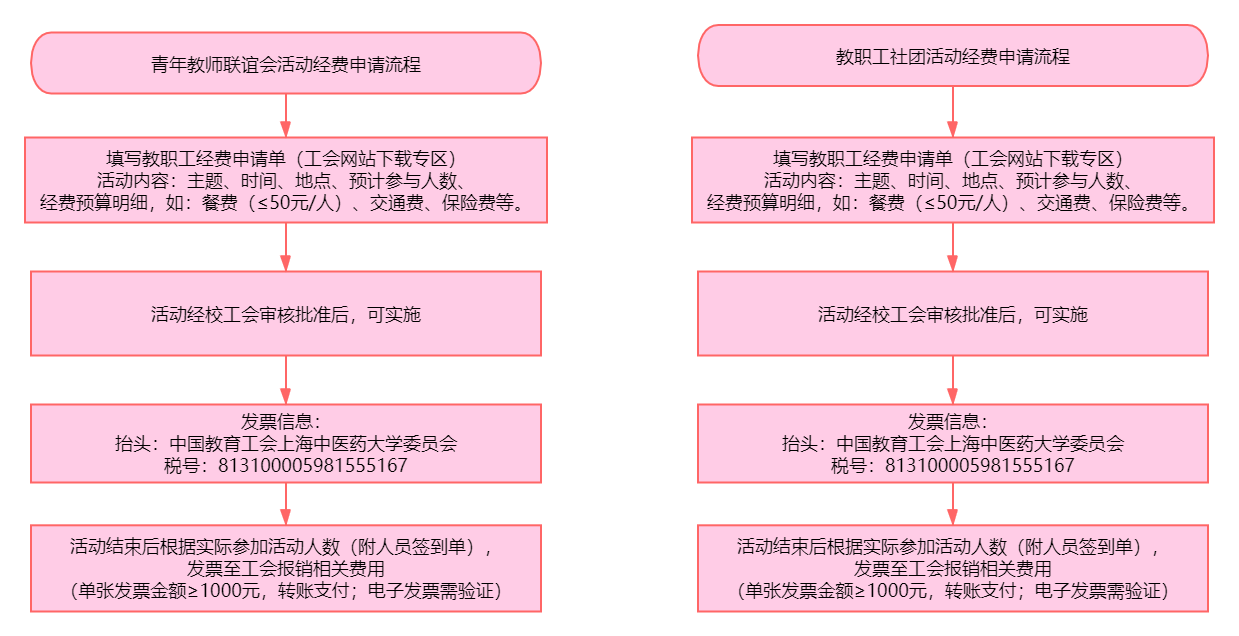 青年教师联谊会活动经费申请流程
填写教职工经费申请单（工会网站下载专区）
活动内容：主题、时间、地点、预计参与人数、
经费预算明细，如：餐费（≤50元/人）、交通费、保险费等。
活动经校工会审核批准后，可实施
发票信息：
抬头：中国教育工会上海中医药大学委员会
税号：813100005981555167
活动结束后根据实际参加活动人数（附人员签到单），
发票至工会报销相关费用
（单张发票金额≥1000元，转账支付；电子发票需验证）
教职工社团活动经费申请流程
填写教职工经费申请单（工会网站下载专区）
活动内容：主题、时间、地点、预计参与人数、
经费预算明细，如：餐费（≤50元/人）、交通费、保险费等。
活动经校工会审核批准后，可实施
发票信息：
抬头：中国教育工会上海中医药大学委员会
税号：813100005981555167
活动结束后根据实际参加活动人数（附人员签到单），
发票至工会报销相关费用
（单张发票金额≥1000元，转账支付；电子发票需验证）